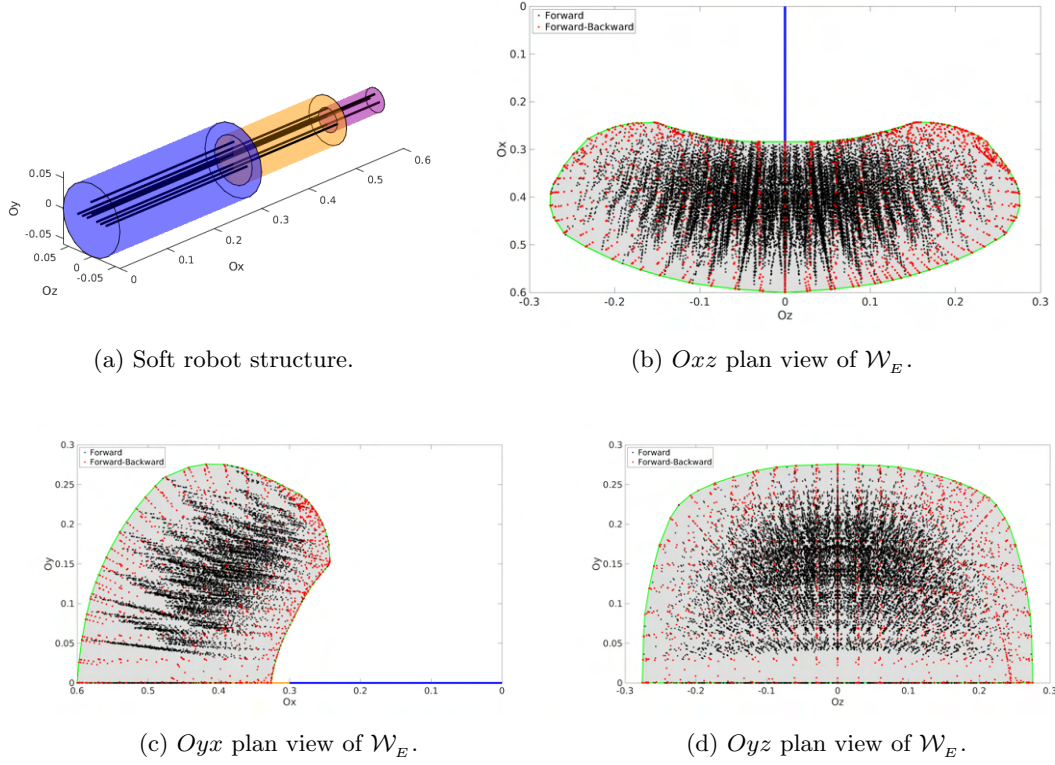 0.05
0
-0.05
Oy
0.05
0
-0.05
Oz
0
0.1
0.2
0.3
0.4
0.5
0.6
Ox
(a) Soft robot structure.
Forward
Forward-Backward
0
0.1
0.2
0.3
0.4
0.5
0.6
Ox
-0.3 -0.2 -0.1 0 0.1 0.2 0.3
Oz
(b) Oxz plan view of W_E.
Forward
Forward-Backward
0.3
0.25
0.2
0.15
0.1
0.05
0
Oy
0.6 0.5 0.4 0.3 0.2 0.1 0
Ox
(c) Oyx plan view of W_E.
Forward
Forward-Backward
0.3
0.25
0.2
0.15
0.1
0.05
0
Oy
-0.3 -0.2 -0.1 0 0.1 0.2 0.3
Oz
(d) Oyz plan view of W_E.